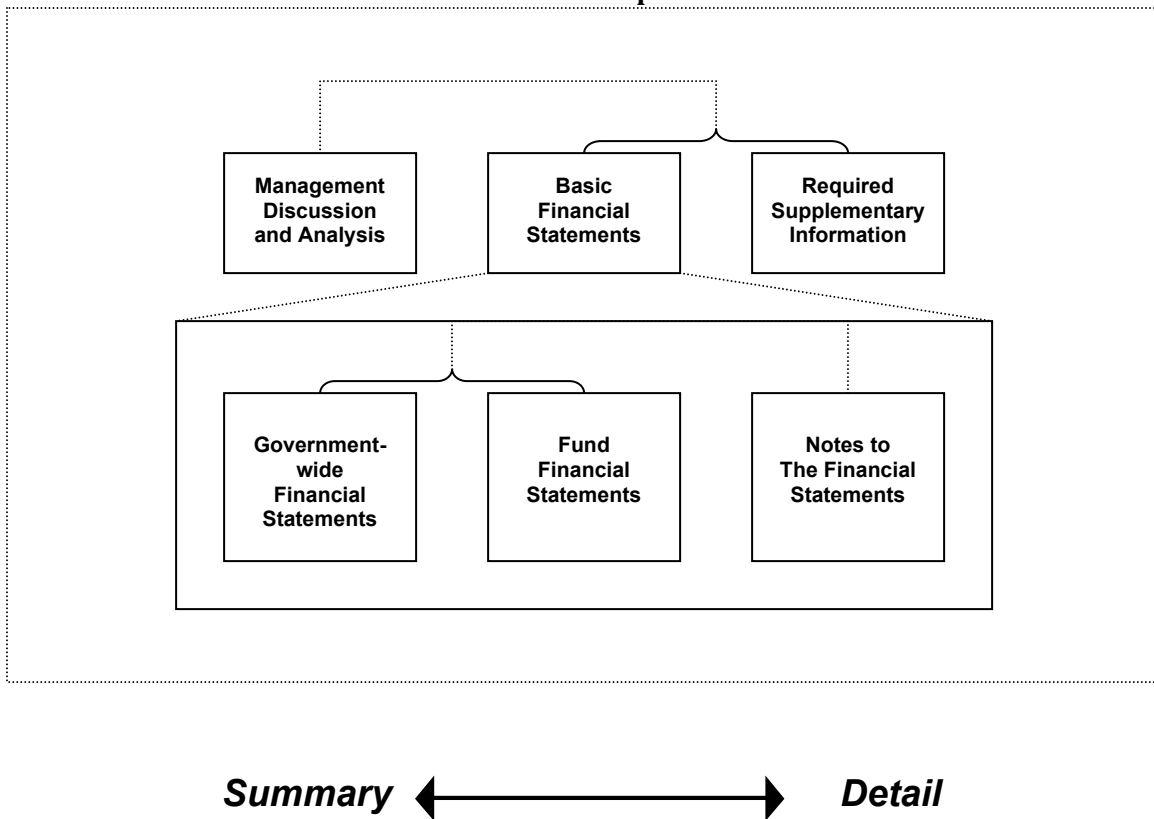 Management
Discussion
and Analysis
Basic
Financial
Statements
Required
Supplementary
Information
Government-
wide
Financial
Statements
Fund
Financial
Statements
Notes to
The Financial
Statements
Summary
Detail